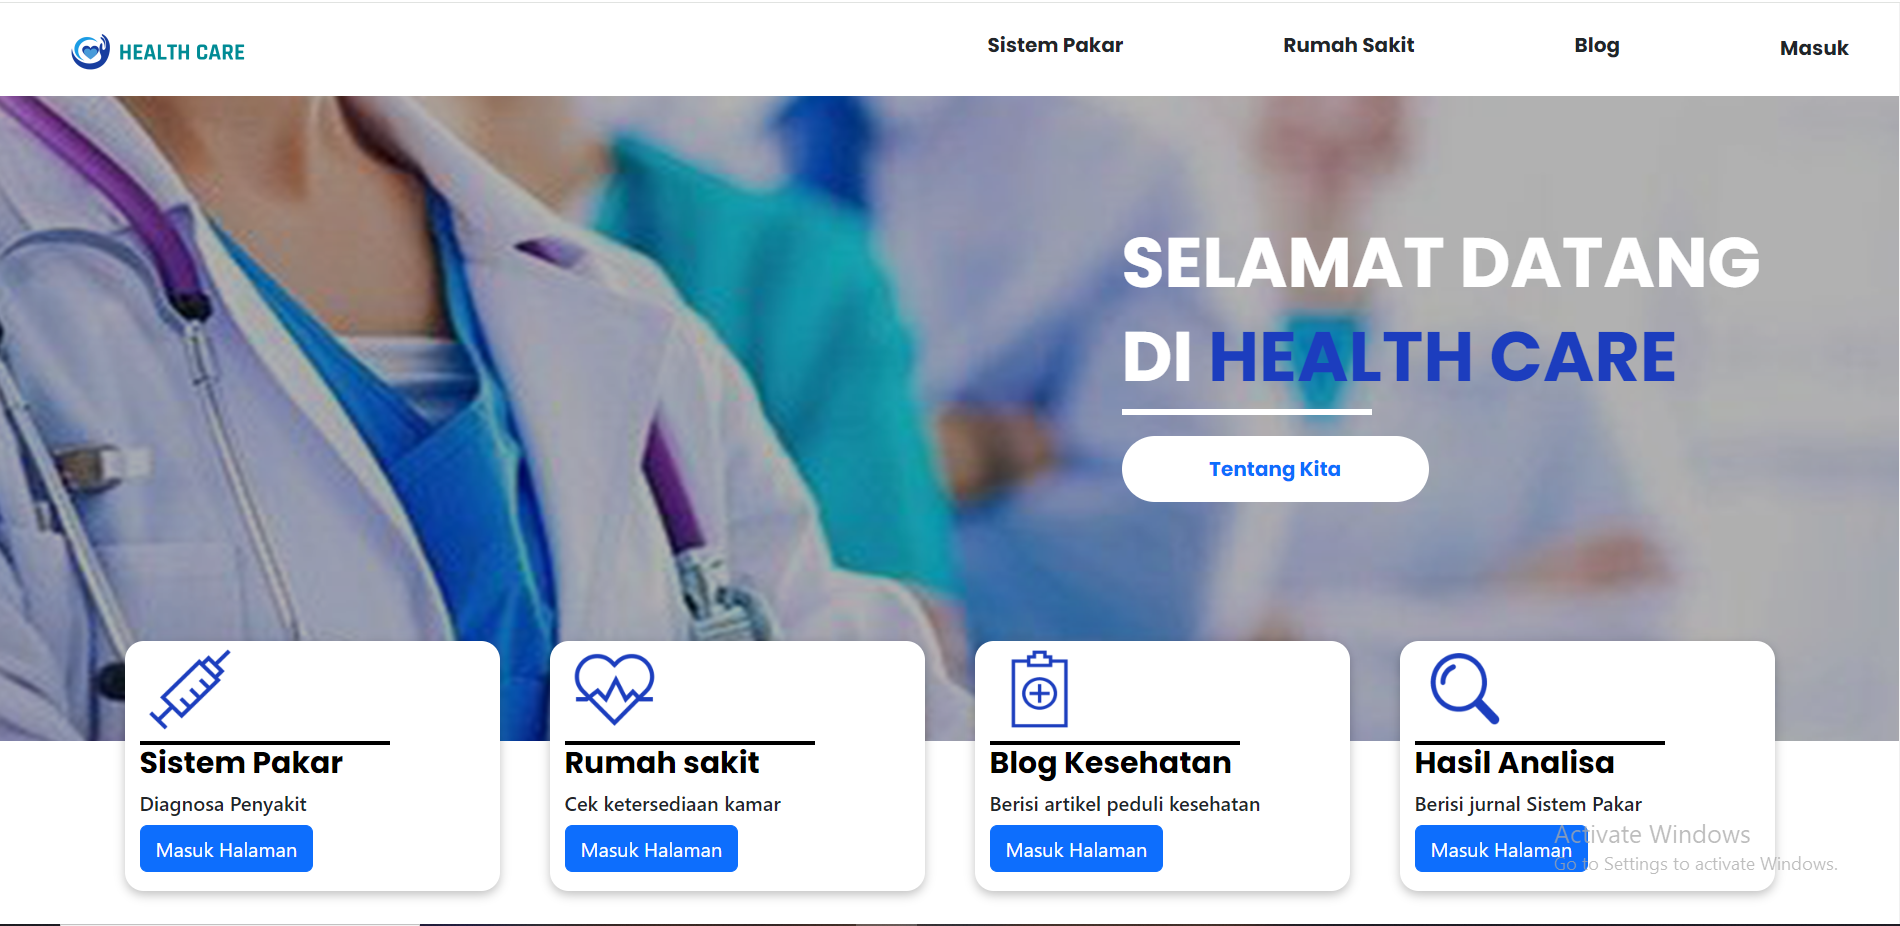 HEALTH CARE
Sistem Pakar
Rumah Sakit
Blog
Masuk
SELAMAT DATANG
DI HEALTH CARE
Tentang Kita
Sistem Pakar
Diagnosa Penyakit
Masuk Halaman
Rumah sakit
Cek ketersediaan kamar
Masuk Halaman
Blog Kesehatan
Berisi artikel peduli kesehatan
Masuk Halaman
Hasil Analisa
Berisi jurnal Sistem Pakar
Masuk Halaman
Activate Windows
Go to Settings to activate Windows.